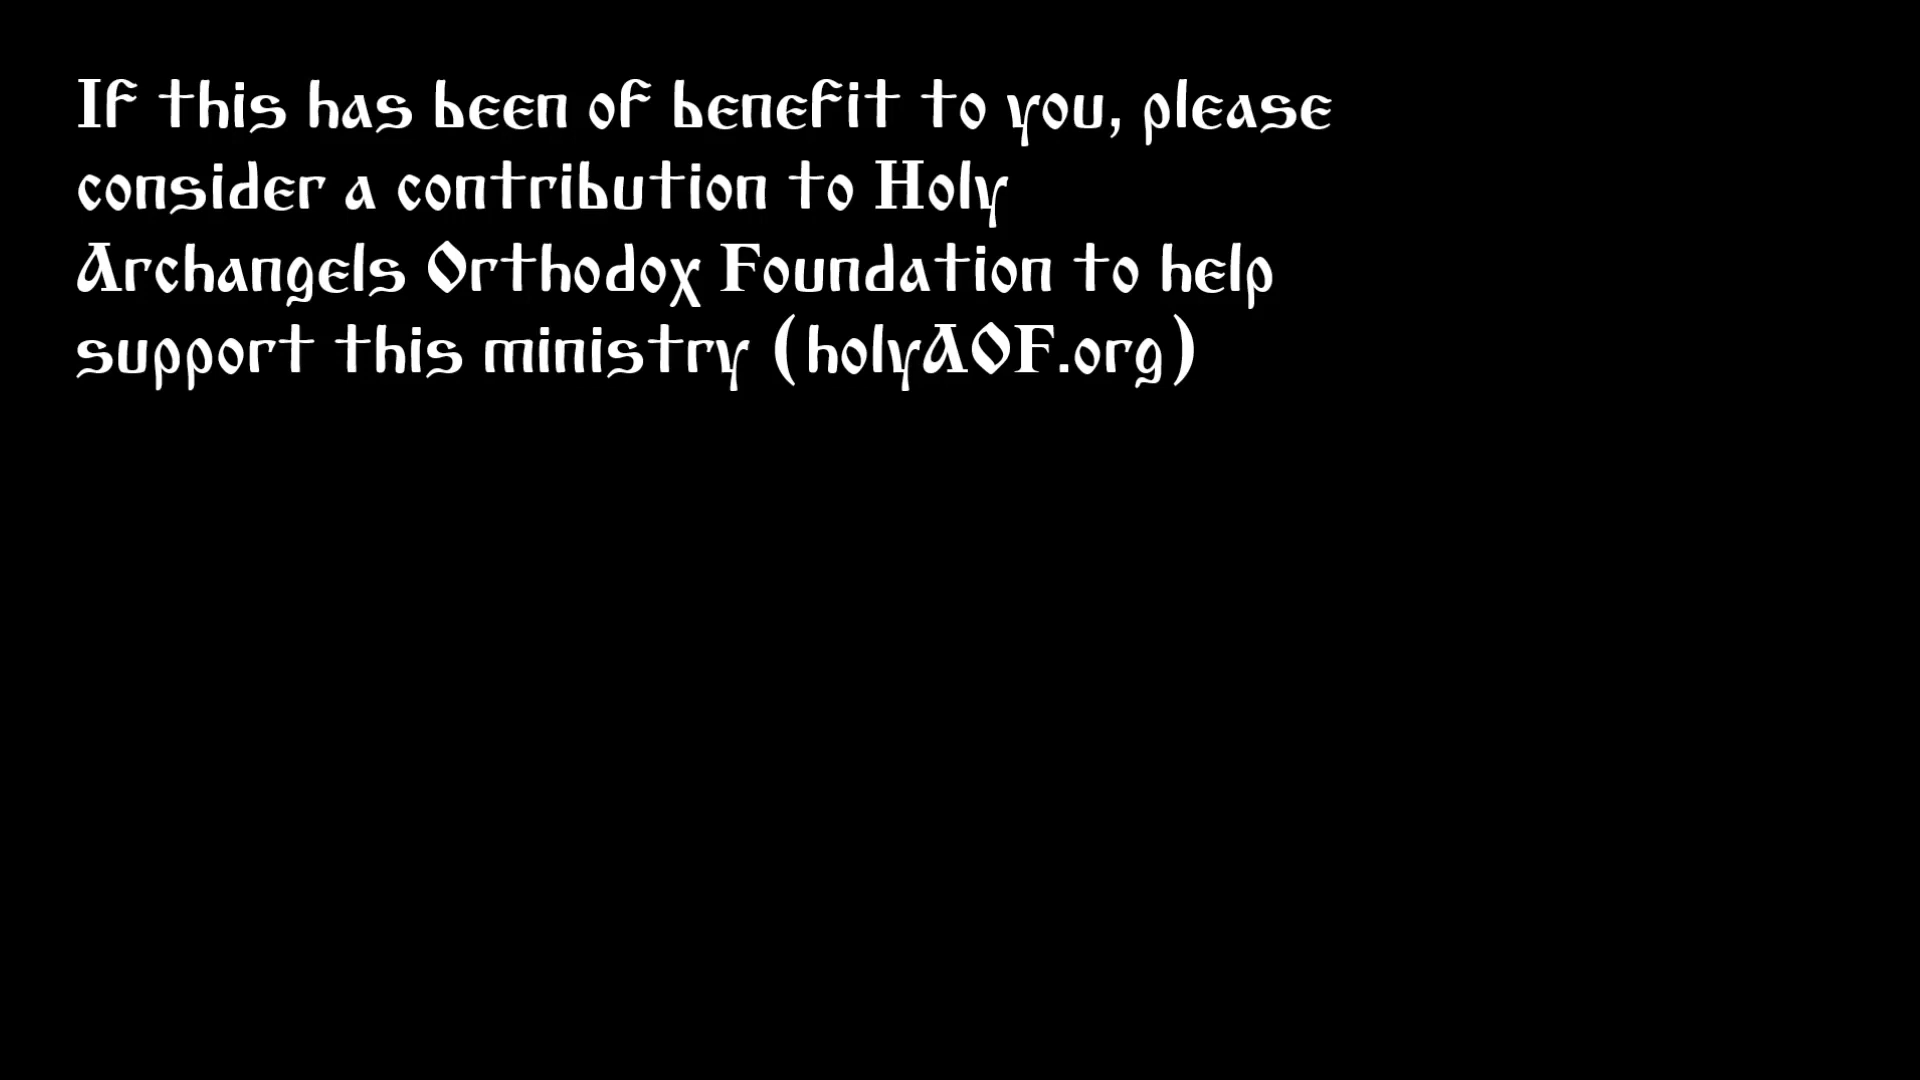 If this has been of benefit to you, please
consider a contribution to Holy
Archangels Orthodox Foundation to help
support this ministry (holyAOF.org)